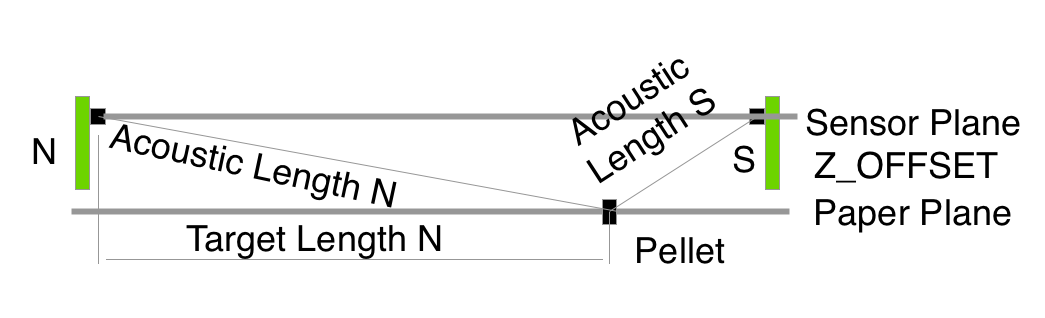 Acoustic
Length S
Sensor Plane
N
Acoustic Length N
S
Z_OFFSET
Paper Plane
Target Length N
Pellet